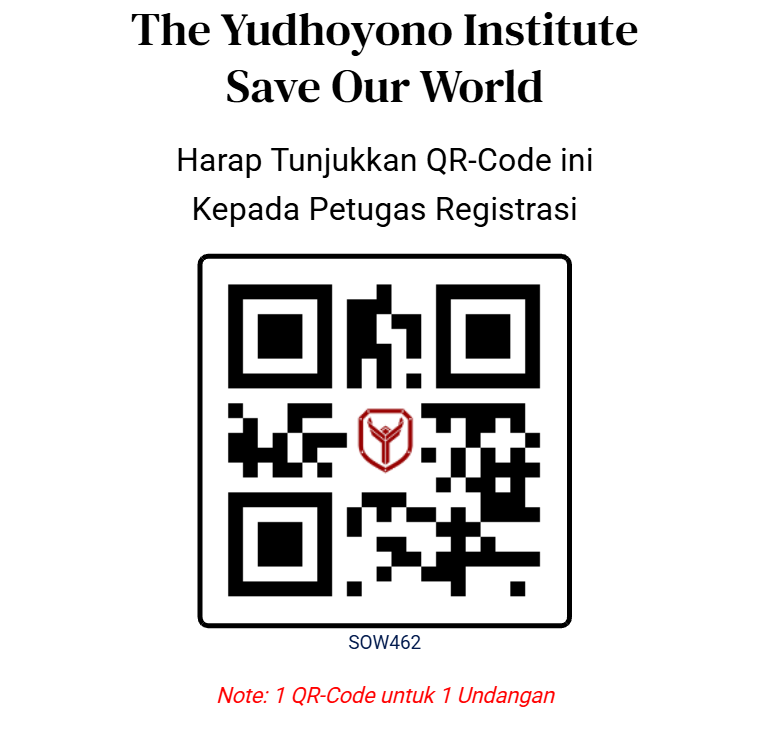 The Yudhoyono Institute
Save Our World
Harap Tunjukkan QR-Code ini
Kepada Petugas Registrasi
SOW462
Note: 1 QR-Code untuk 1 Undangan